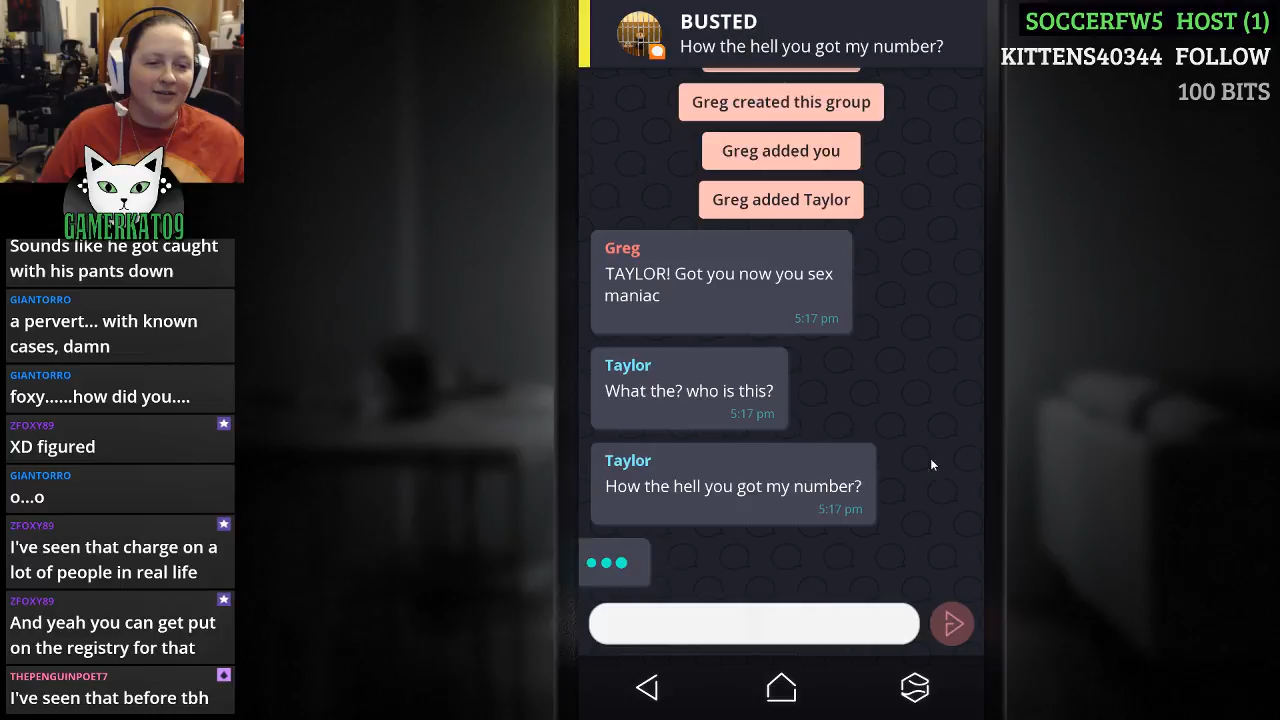 BUSTED
How the hell you got my number?
SOCCERFW5 HOST (1)
KITTENS40344 FOLLOW
100 BITS
Greg created this group
Greg added you
Greg added Taylor
Greg
TAYLOR! Got you now you sex
maniac
5:17 pm
Taylor
What the? who is this?
5:17 pm
Taylor
How the hell you got my number?
5:17 pm
GAMERKAT09
Sounds like he got caught
with his pants down
GIANTORRO
a pervert... with known
cases, damn
GIANTORRO
foxy......how did you....
ZFOXY89
XD figured
GIANTORRO
o...o
ZFOXY89
I've seen that charge on a
lot of people in real life
ZFOXY89
And yeah you can get put
on the registry for that
THEPENGUINPOET7
I've seen that before tbh